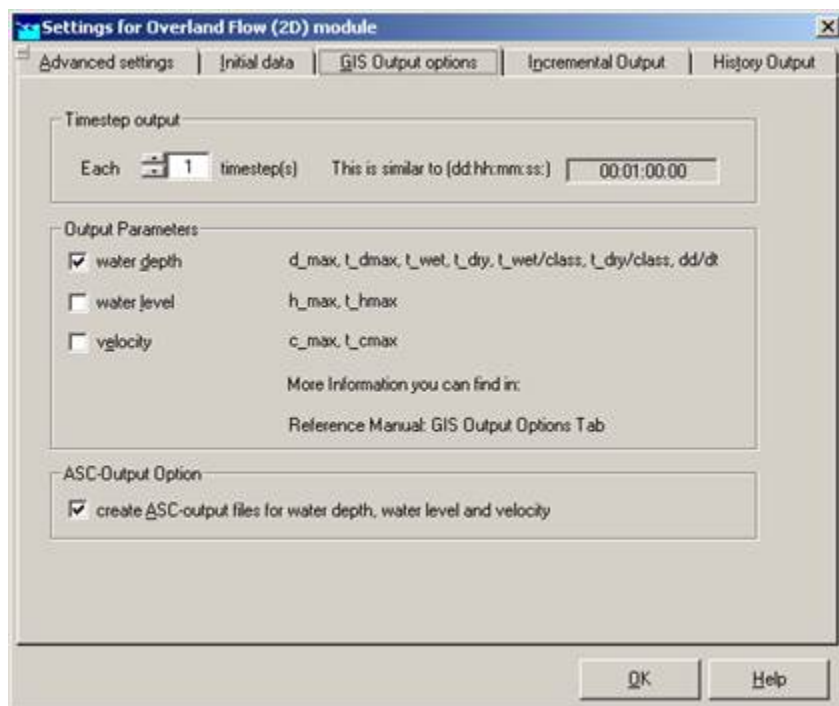 Settings for Overland Flow (2D) module
Advanced settings
Initial data
GIS Output options
Incremental Output
History Output
Timestep output
Each 1 timestep(s) This is similar to (dd:hh:mm:ss:) 00:01:00:00
Output Parameters
water depth d_max, t_dmax, t_wet, t_dry, t_wet/class, t_dry/class, dd/dt
water level h_max, t_hmax
velocity c_max, t_cmax
More Information you can find in:
Reference Manual: GIS Output Options Tab
ASC-Output Option
create ASC-output files for water depth, water level and velocity
OK
Help